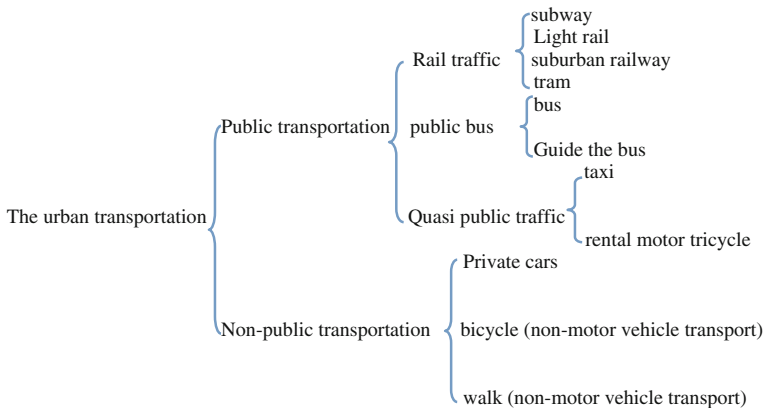 subway
Light rail
Rail traffic
suburban railway
tram
bus
Public transportation
public bus
Guide the bus
taxi
The urban transportation
Quasi public traffic
rental motor tricycle
Private cars
Non-public transportation
bicycle (non-motor vehicle transport)
walk (non-motor vehicle transport)